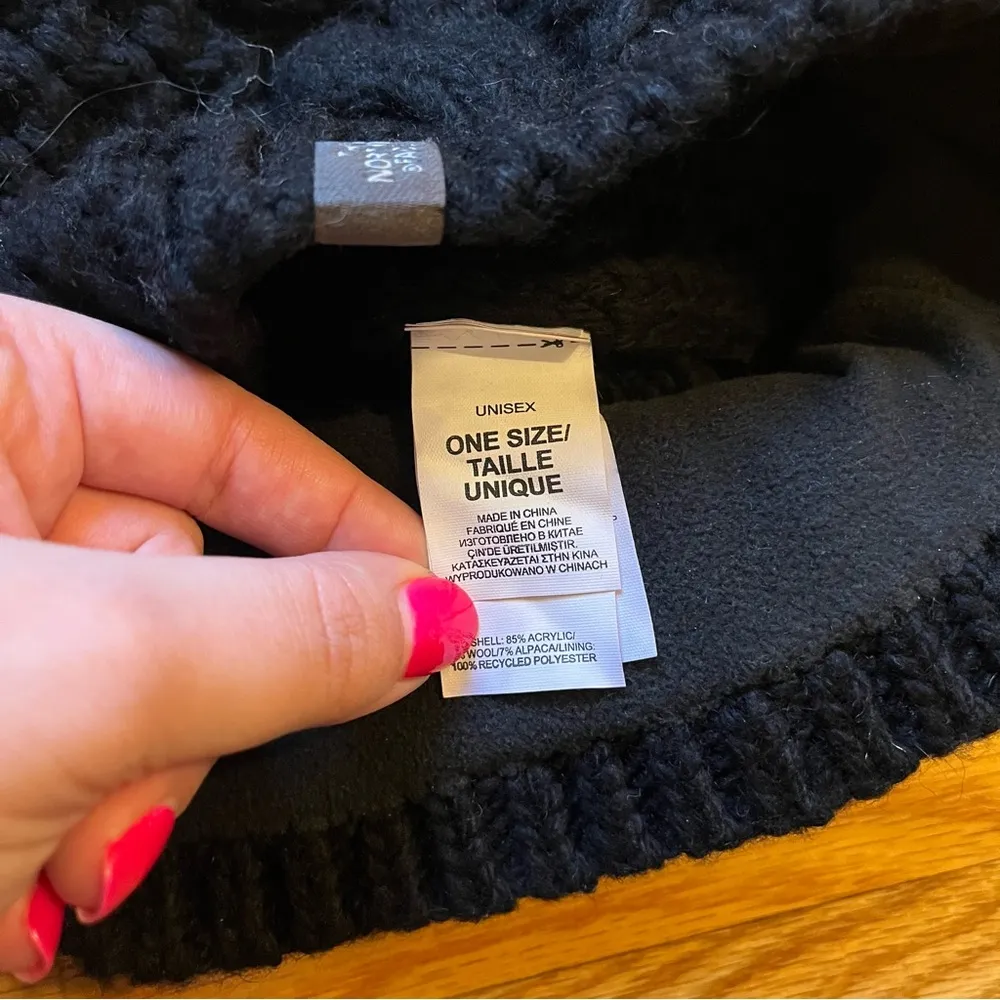 NOR
UNISEX
ONE SIZE/
TAILLE
UNIQUE
MADE IN CHINA
FABRIQUÉ EN CHINE
ИЗГОТОВЛЕНО В КИТАЕ
ÇIN'DE ÜRETILMIŞTIR.
ΚΑΤΑΣΚΕΥΑΖΕΤΑΙ ΣΤΗΝ ΚΙΝΑ
WYPRODUKOWANO W CHINACH
SHELL: 85% ACRYLIC/
WOOL/7% ALPACA/LINING:
100% RECYCLED POLYESTER